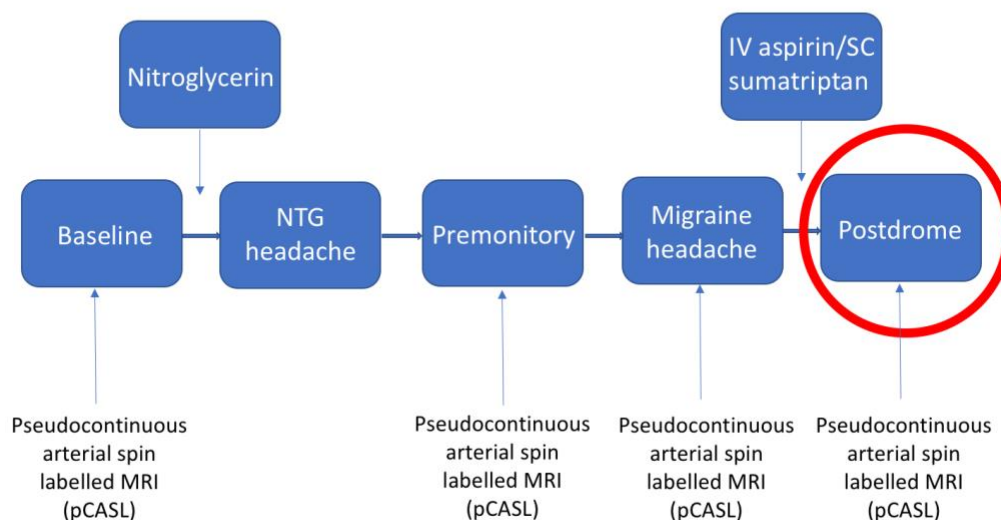 Nitroglycerin
IV aspirin/SC
sumatriptan
Baseline
NTG
headache
Premonitory
Migraine
headache
Postdrome
Pseudocontinuous
arterial spin
labelled MRI
(pCASL)
Pseudocontinuous
arterial spin
labelled MRI
(pCASL)
Pseudocontinuous
arterial spin
labelled MRI
(pCASL)
Pseudocontinuous
arterial spin
labelled MRI
(pCASL)